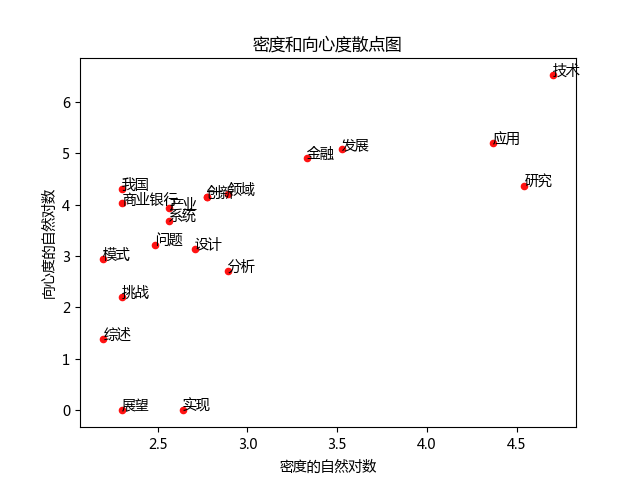 密度和向心度散点图
技术
6
应用
发展
5
金融
研究
我国
创新
领域
商业银行
产业
4
系统
向心度的自然对数
问题
设计
3
模式
分析
挑战
2
综述
1
展望
实现
0
2.5
3.0
3.5
4.0
4.5
密度的自然对数